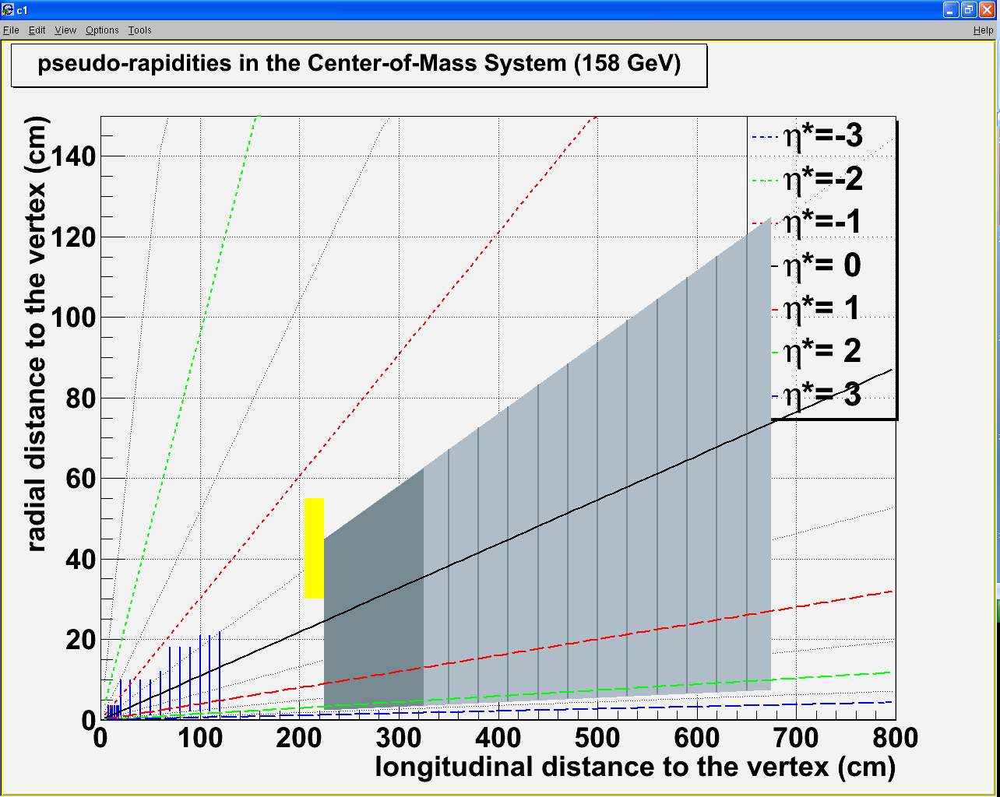 c1
File Edit View Options Tools Help
pseudo-rapidities in the Center-of-Mass System (158 GeV)
radial distance to the vertex (cm)
140
120
100
80
60
40
20
0
η*=-3
η*=-2
η*=-1
η*= 0
η*= 1
η*= 2
η*= 3
0 100 200 300 400 500 600 700 800
longitudinal distance to the vertex (cm)